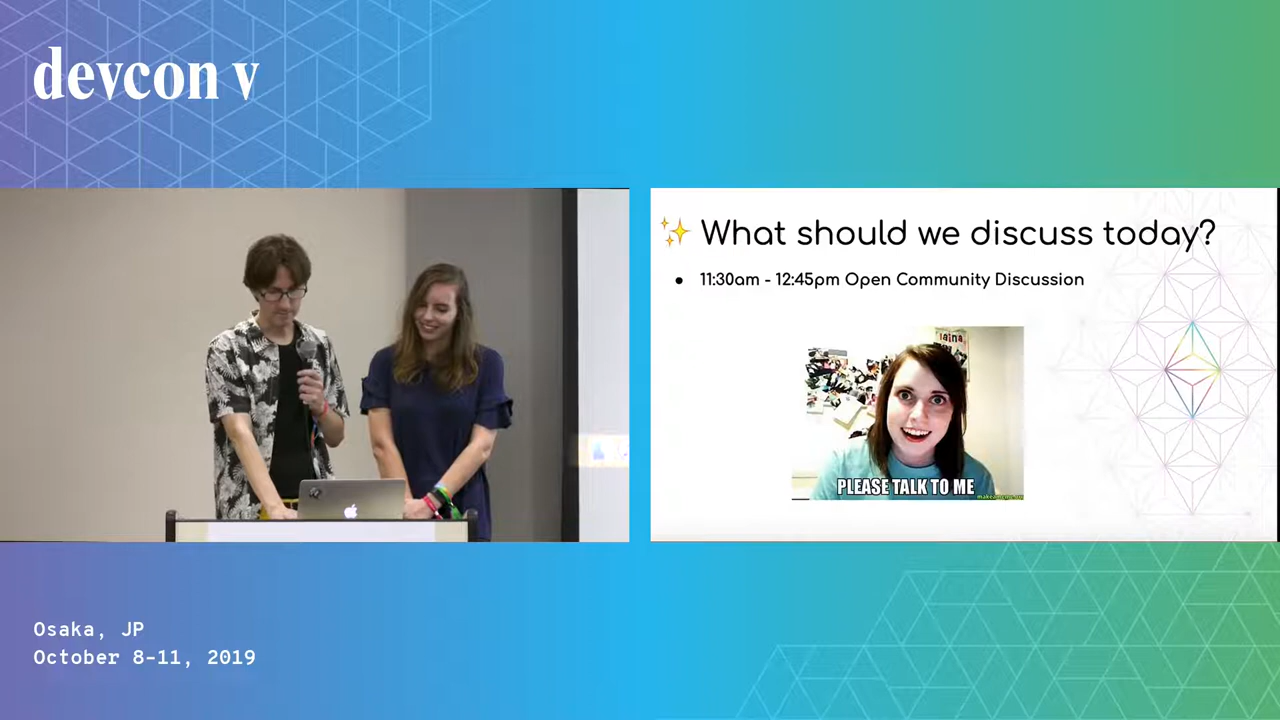 devcon v
✨ What should we discuss today?
● 11:30am - 12:45pm Open Community Discussion
laina
PLEASE TALK TO ME
Osaka, JP
October 8-11, 2019